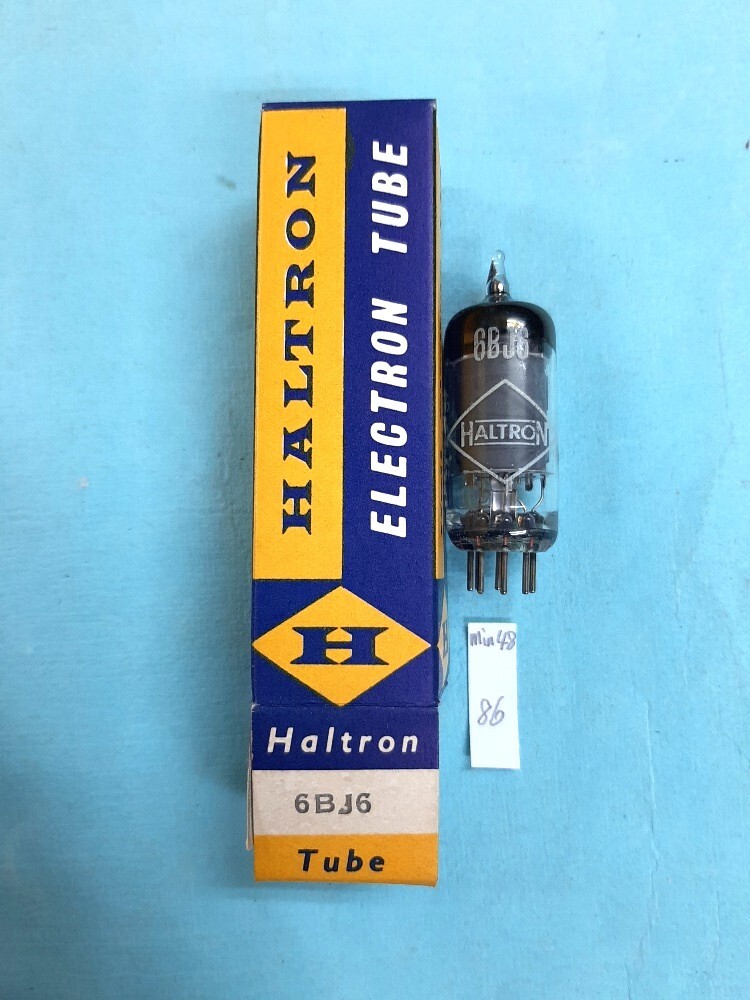 HALTRON
ELECTRON TUBE
H
Haltron
6BJ6
Tube
6BJ6
HALTRON
min 48
86